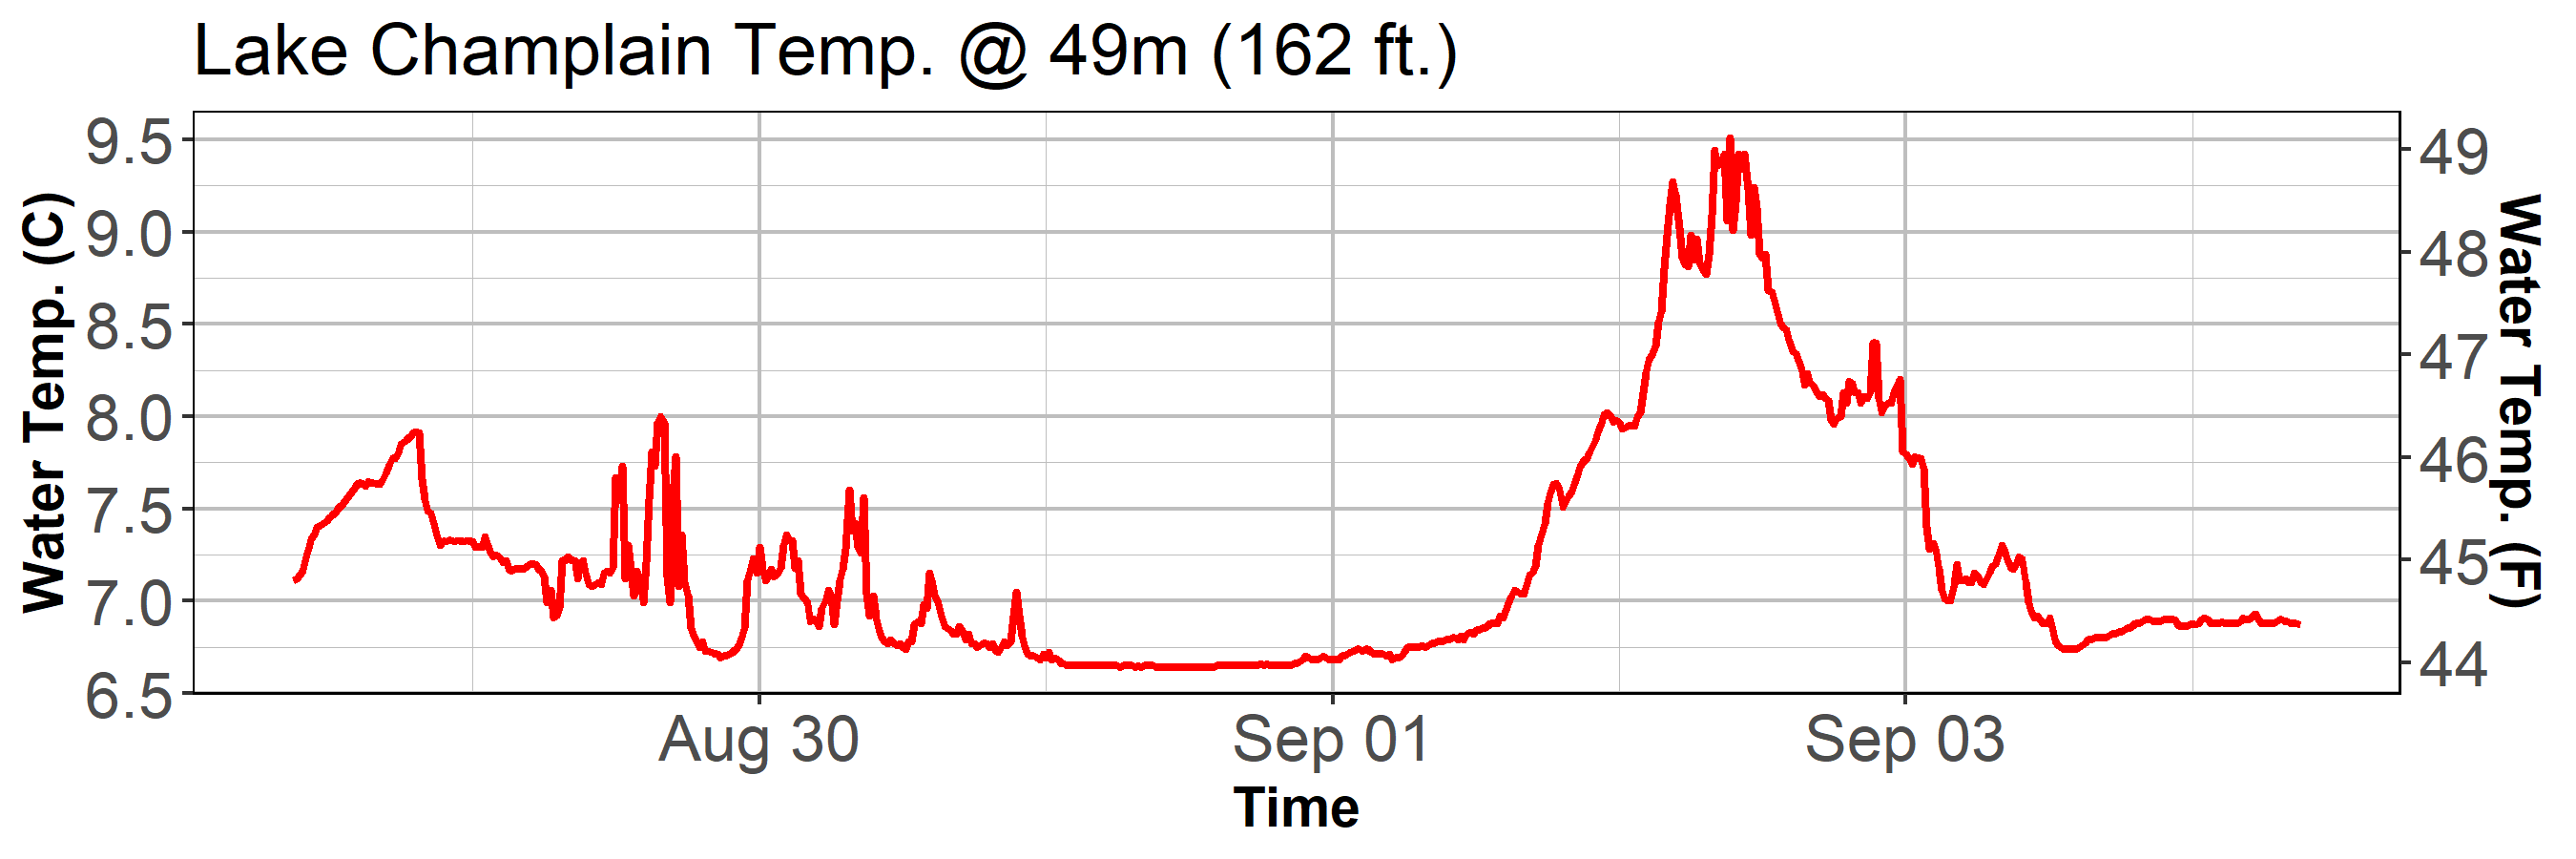 Lake Champlain Temp. @ 49m (162 ft.)
Water Temp. (C)
9.5
9.0
8.5
8.0
7.5
7.0
6.5
49
48
47
46
45
44
Water Temp. (F)
Aug 30
Sep 01
Sep 03
Time